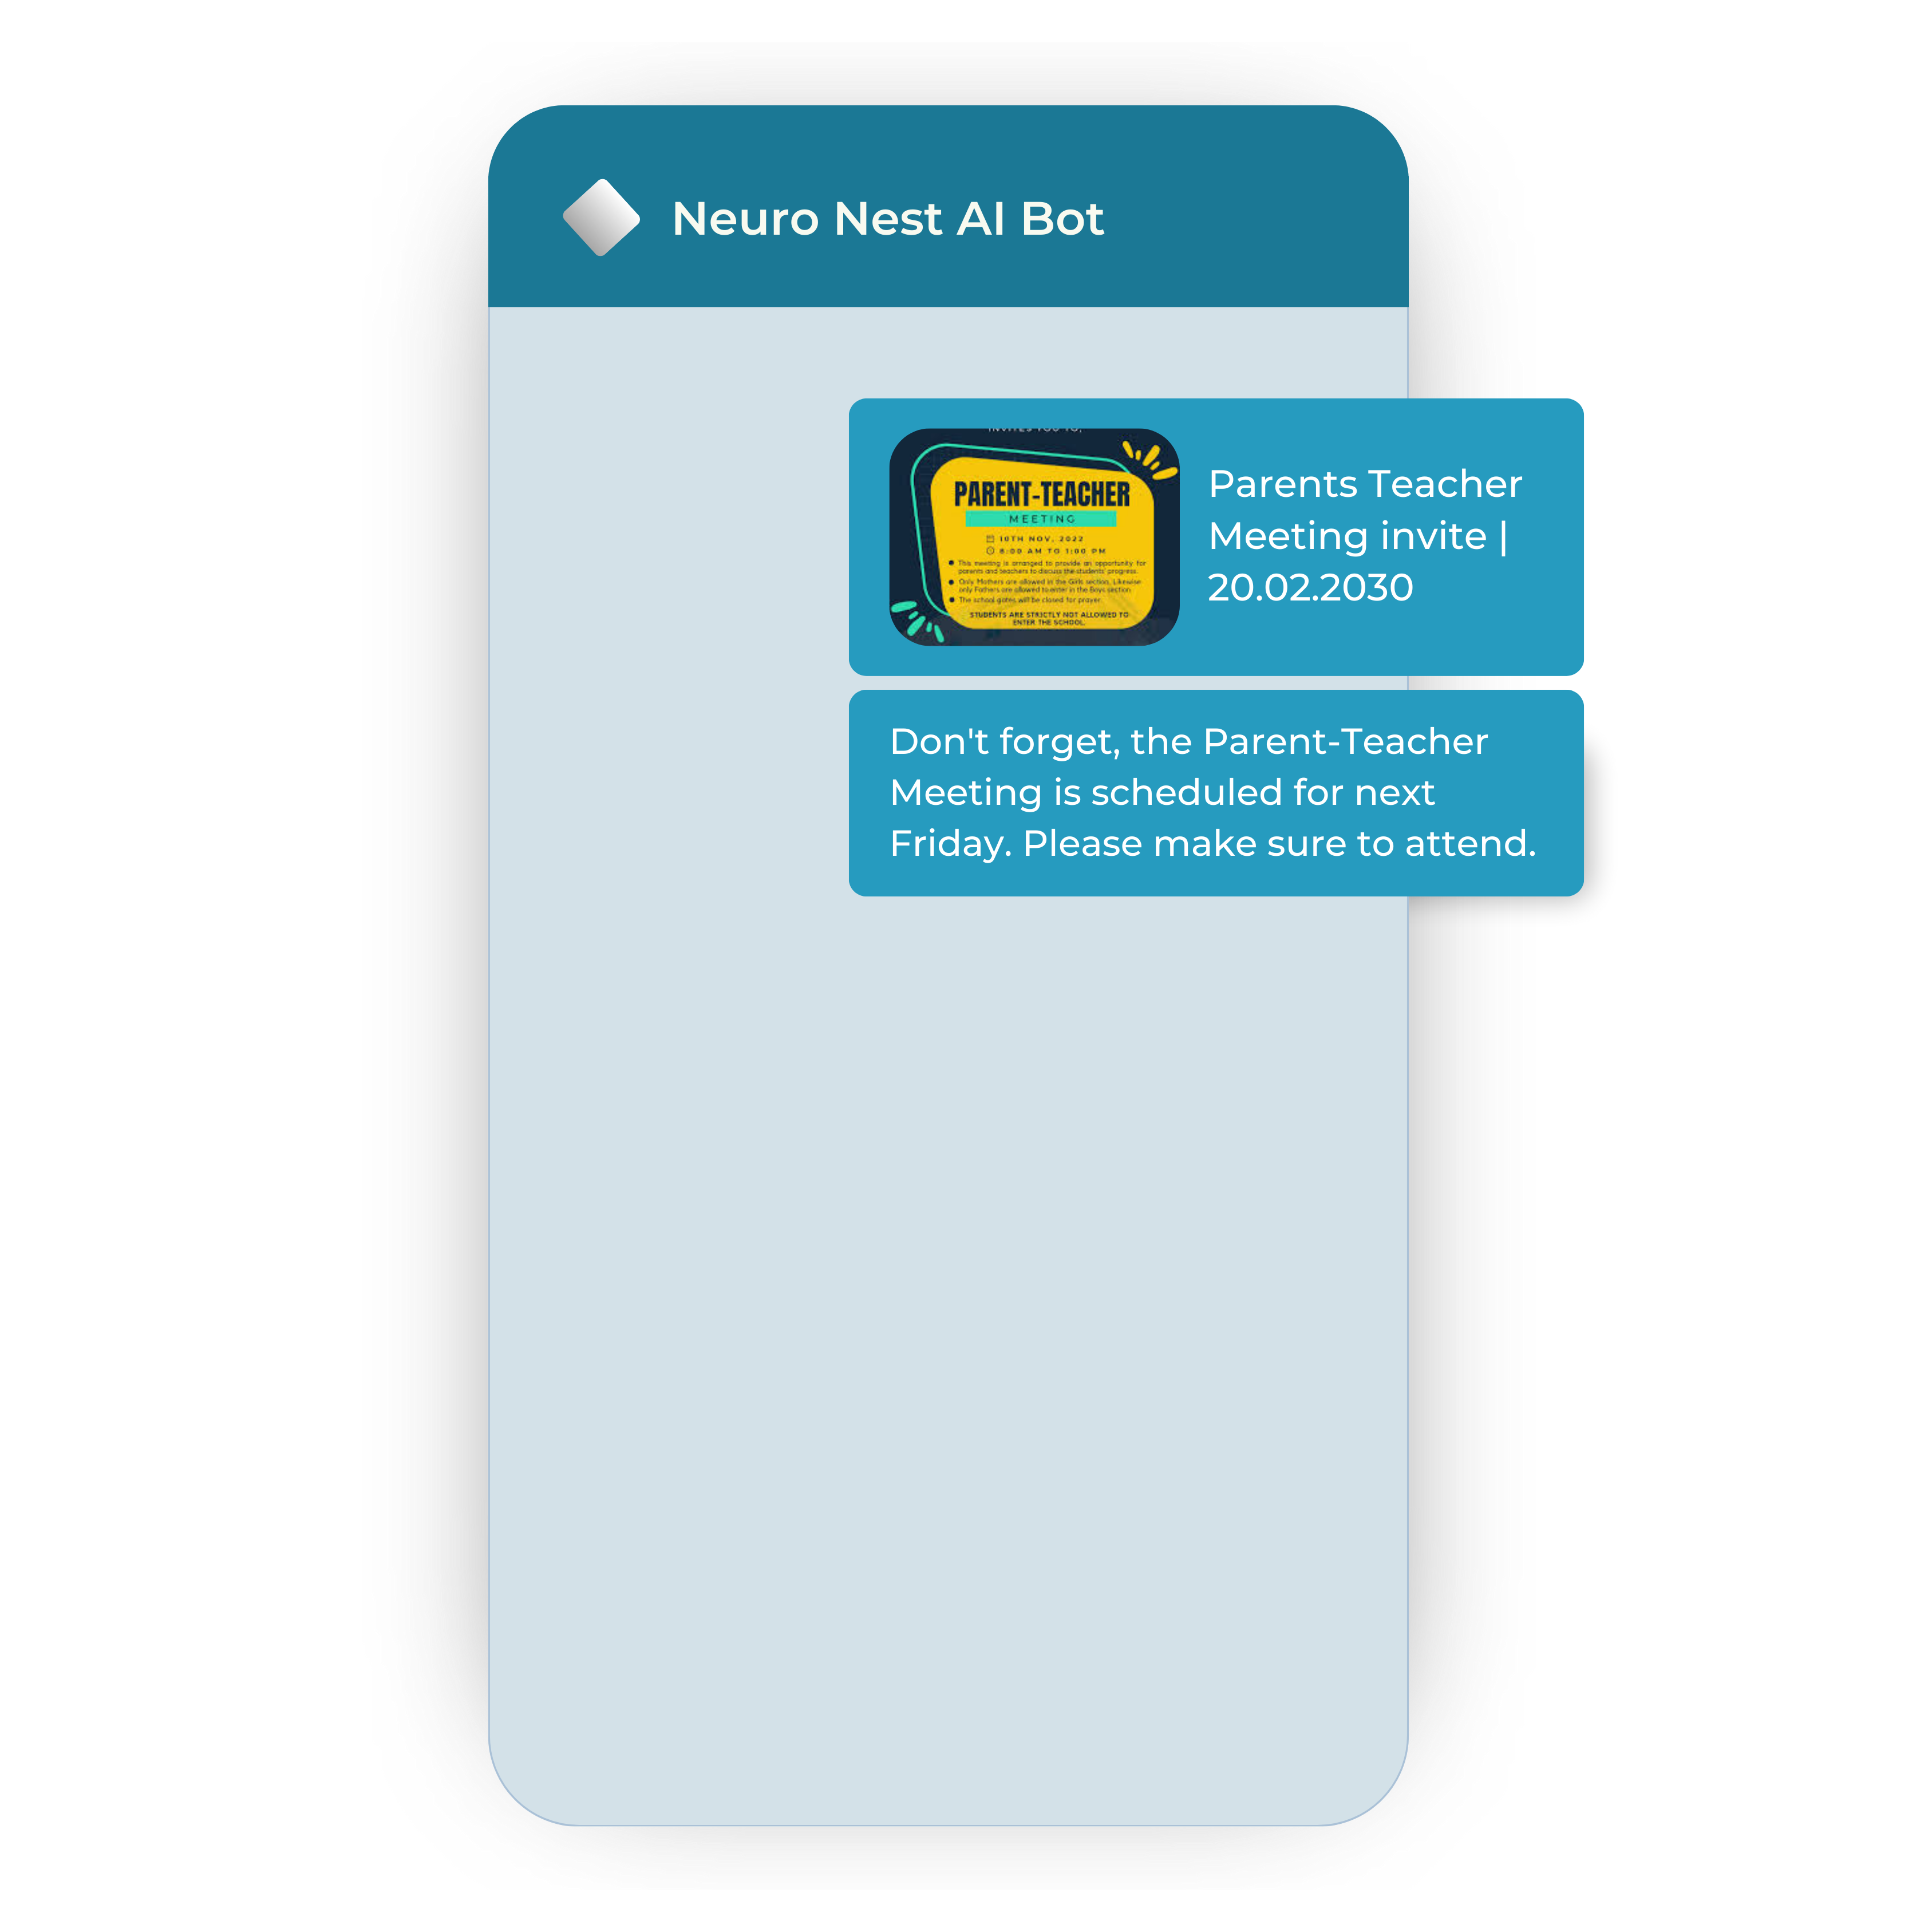 Neuro Nest AI Bot
INVITES YOU TO,
PARENT-TEACHER
MEETING
10TH NOV, 2022
8:00 AM TO 1:00 PM
This meeting is arranged to provide an opportunity for
parents and teachers to discuss the students' progress.
Only Mothers are allowed in the Girls section. Likewise
only Fathers are allowed to enter in the Boys section
The school gates will be closed for prayer.
STUDENTS ARE STRICTLY NOT ALLOWED TO
ENTER THE SCHOOL.
Parents Teacher
Meeting invite |
20.02.2030
Don't forget, the Parent-Teacher
Meeting is scheduled for next
Friday. Please make sure to attend.